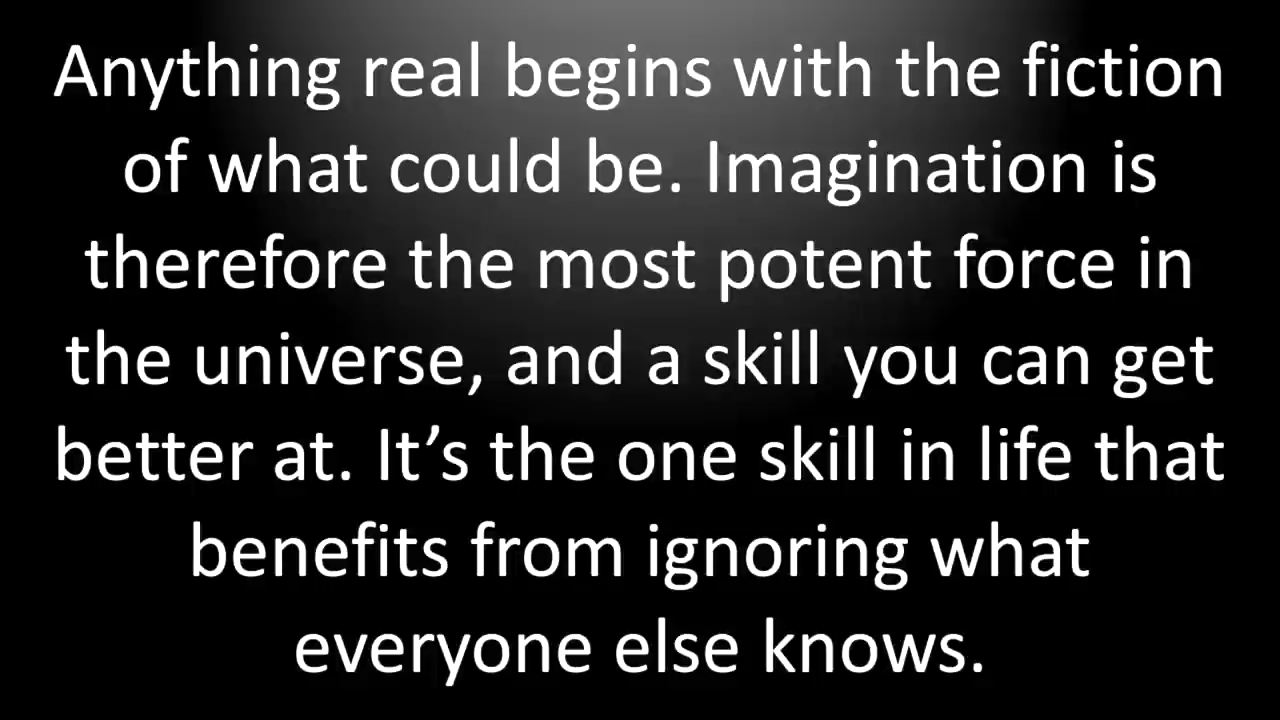 Anything real begins with the fiction
of what could be. Imagination is
therefore the most potent force in
the universe, and a skill you can get
better at. It’s the one skill in life that
benefits from ignoring what
everyone else knows.